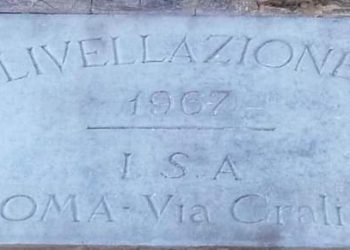 LIVELLAZIONE
1967
I. S. A
OMA - Via Crali